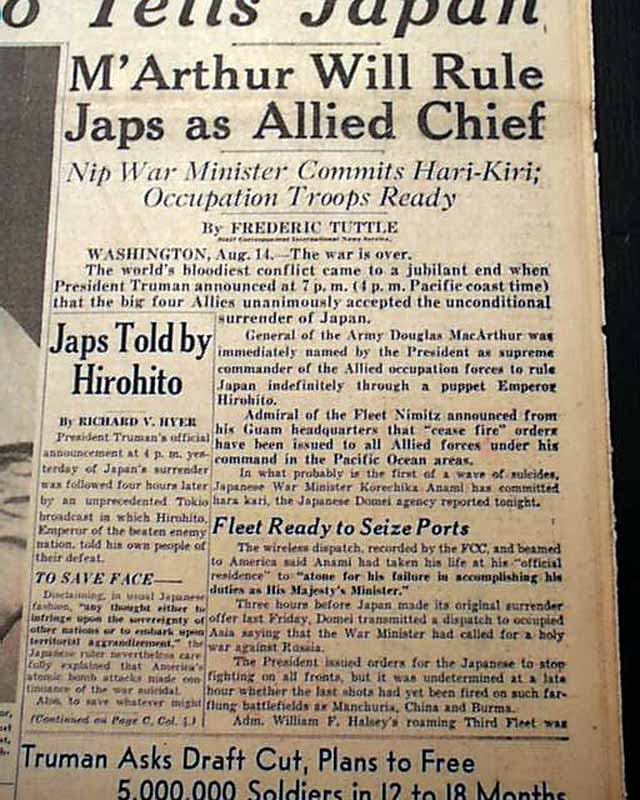 o Tells Japan
M'Arthur Will Rule
Japs as Allied Chief
Nip War Minister Commits Hari-Kiri;
Occupation Troops Ready
By FREDERIC TUTTLE
Staff Correspondent International News Service.
WASHINGTON, Aug. 14.—The war is over.
The world's bloodiest conflict came to a jubilant end when
President Truman announced at 7 p. m. (4 p. m. Pacific coast time)
that the big four Allies unanimously accepted the unconditional
surrender of Japan.
General of the Army Douglas MacArthur was
immediately named by the President as supreme
commander of the Allied occupation forces to rule
Japan indefinitely through a puppet Emperor
Hirohito.
Admiral of the Fleet Nimitz announced from
his Guam headquarters that "cease fire" orders
have been issued to all Allied forces under his
command in the Pacific Ocean areas.
In what probably is the first of a wave of suicides,
Japanese War Minister Korechika Anami has committed
hara kari, the Japanese Domei agency reported tonight.
Fleet Ready to Seize Ports
The wireless dispatch, recorded by the FCC, and beamed
to America said Anami had taken his life at his "official
residence" to "atone for his failure in accomplishing his
duties as His Majesty's Minister."
Three hours before Japan made its original surrender
offer last Friday, Domei transmitted a dispatch to occupied
Asia saying that the War Minister had called for a holy
war against Russia.
The President issued orders for the Japanese to stop
fighting on all fronts, but it was undetermined at a late
hour whether the last shots had yet been fired on such far-
flung battlefields as Manchuria, China and Burma.
Adm. William F. Halsey's roaming Third Fleet was
Japs Told by
Hirohito
By RICHARD V. HYER
President Truman's official
announcement at 4 p. m. yes-
terday of Japan's surrender
was followed four hours later
by an unprecedented Tokio
broadcast in which Hirohito,
Emperor of the beaten enemy
nation, told his own people of
their defeat.
TO SAVE FACE—
Disclaiming, in usual Japanese
fashion, "any thought either to
infringe upon the sovereignty of
other nations or to embark upon
territorial aggrandizement," the
Japanese ruler nevertheless care
fully explained that America's
atomic bomb attacks made con-
tinuance of the war suicidal.
Also, to save whatever might
(Continued on Page C, Col. 4.)
Truman Asks Draft Cut, Plans to Free
5,000,000 Soldiers in 12 to 18 Months